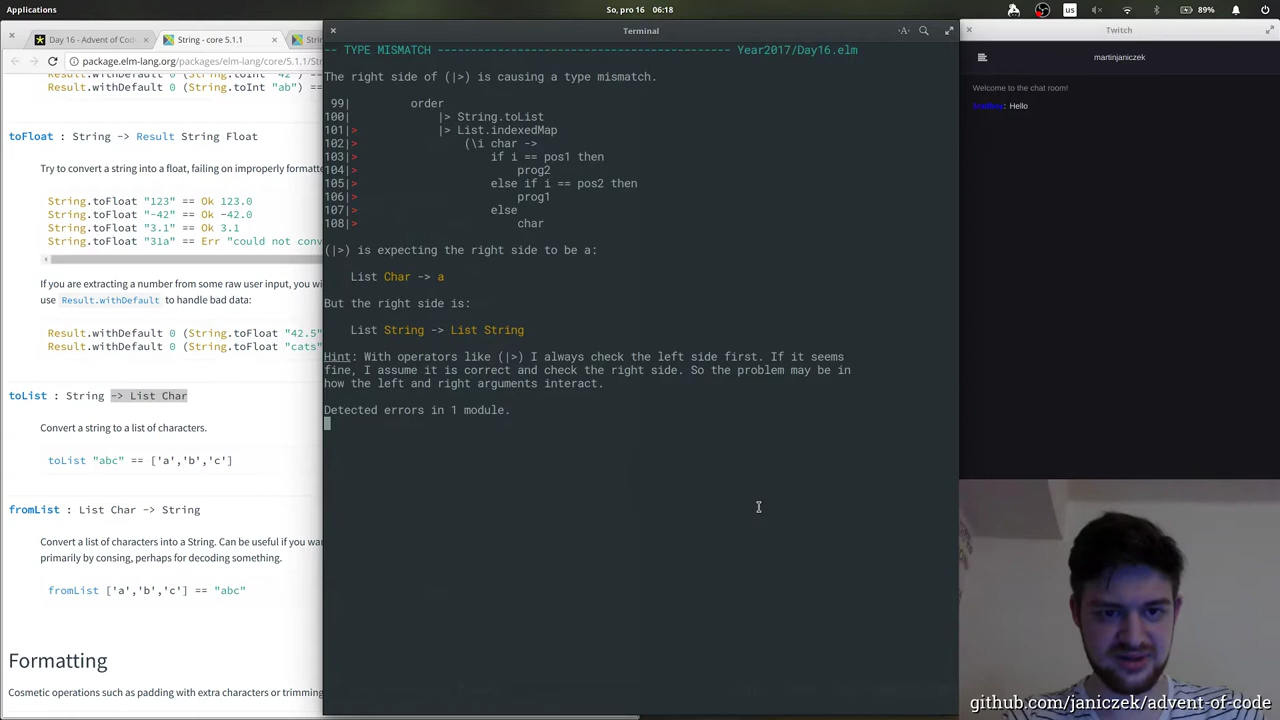 Applications
So, pro 16 06:18
us
89%
Day 16 - Advent of Code
String - core 5.1.1
String
package.elm-lang.org/packages/elm-lang/core/5.1.1/Str
Result.withDefault 0 (String.toInt "42")
Result.withDefault 0 (String.toInt "ab") ==
toFloat : String -> Result String Float
Try to convert a string into a float, failing on improperly formatte
String.toFloat "123" == Ok 123.0
String.toFloat "-42" == Ok -42.0
String.toFloat "3.1" == Ok 3.1
String.toFloat "31a" == Err "could not conv
If you are extracting a number from some raw user input, you wi
use Result.withDefault to handle bad data:
Result.withDefault 0 (String.toFloat "42.5"
Result.withDefault 0 (String.toFloat "cats"
toList : String -> List Char
Convert a string to a list of characters.
toList "abc" == ['a','b','c']
fromList : List Char -> String
Convert a list of characters into a String. Can be useful if you wa
primarily by consing, perhaps for decoding something.
fromList ['a','b','c'] == "abc"
Formatting
Cosmetic operations such as padding with extra characters or trimming
Terminal
-A-
-- TYPE MISMATCH ------------------------------------------- Year2017/Day16.elm
The right side of (|>) is causing a type mismatch.
99| order
100| |> String.toList
101|> |> List.indexedMap
102|> (\i char ->
103|> if i == pos1 then
104|> prog2
105|> else if i == pos2 then
106|> prog1
107|> else
108|> char
(|>) is expecting the right side to be a:
List Char -> a
But the right side is:
List String -> List String
Hint: With operators like (|>) I always check the left side first. If it seems
fine, I assume it is correct and check the right side. So the problem may be in
how the left and right arguments interact.
Detected errors in 1 module.
Twitch
martinjaniczek
Welcome to the chat room!
Hello
github.com/janiczek/advent-of-code